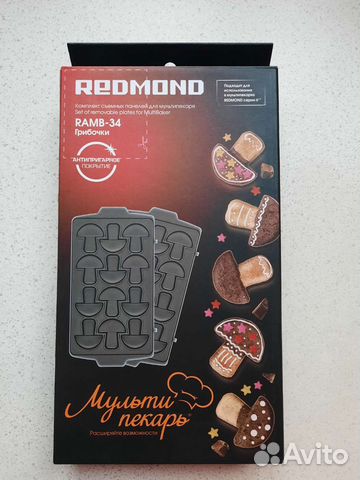 REDMOND
Комплект съемных панелей для мультипекаря
Set of removable plates for MultiBaker
RAMB-34
Грибочки
АНТИПРИГАРНОЕ
ПОКРЫТИЕ
Подходит для
использования
в мультипекарях
REDMOND серии 6
Мульти
пекарь
Расширяйте возможности
Avito